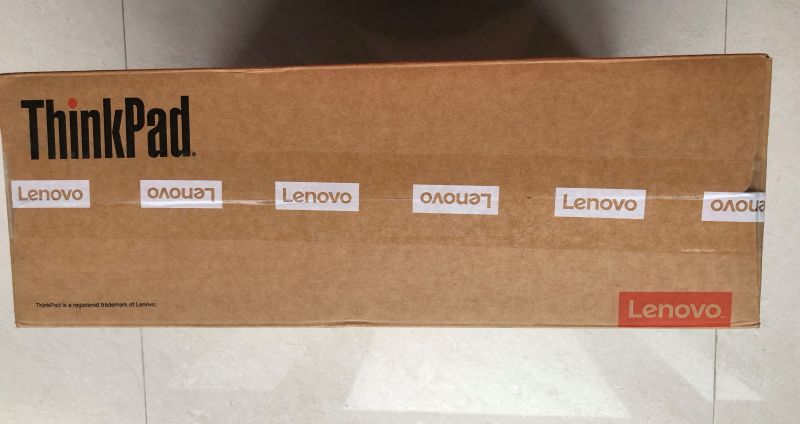 ThinkPad
Lenovo Lenovo Lenovo Lenovo Lenovo Lenovo
ThinkPad is a registered trademark of Lenovo.
Lenovo